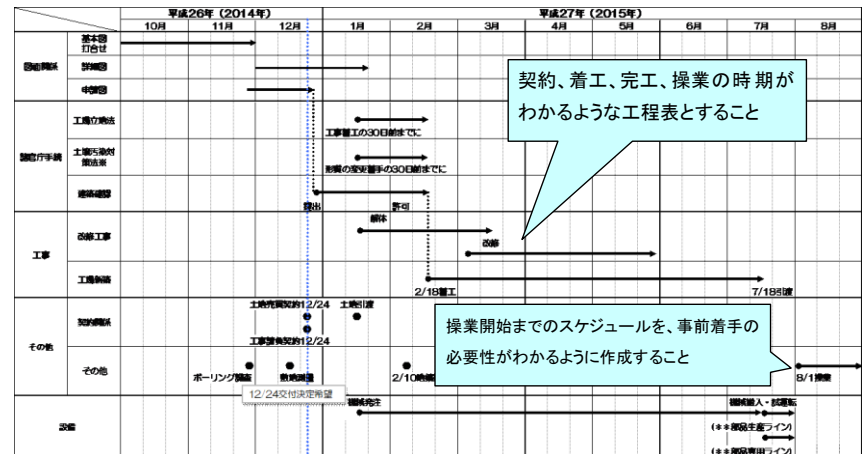 平成26年(2014年)
平成27年(2015年)
10月 11月 12月 1月 2月 3月 4月 5月 6月 7月 8月
図面関係
基本図
打合せ
詳細図
申請図
契約、着工、完工、操業の時期が
わかるような工程表とすること
諸官庁手続
工場立地法
工事着工の30日前までに
土壌汚染対
策法※
形質の変更着手の30日前までに
建築確認
提出
許可
工事
改修工事
解体
改修
工場新築
2/18着工
7/18引渡
その他
契約関係
土地売買契約12/24
土地引渡
工事請負契約12/24
操業開始までのスケジュールを、事前着手の
必要性がわかるように作成すること
その他
ボーリング調査
敷地測量
2/10地鎮
8/1操業
12/24交付決定希望
設備
機械発注
機械搬入・試運転
(**部品生産ライン)
(**部品専用ライン)